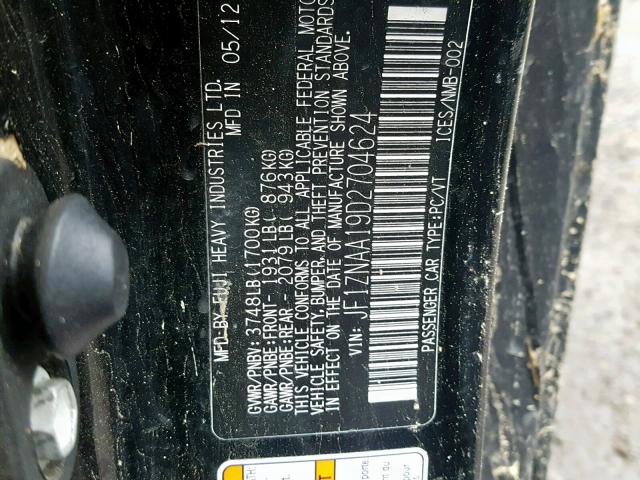 MFD BY FUJI HEAVY INDUSTRIES LTD.
MFD IN 05/12
GVWR/PNBV: 3748LB(1700KG)
GAWR/PNBE:FRONT- 1931LB( 876KG)
GAWR/PNBE:REAR - 2079LB( 943KG)
THIS VEHICLE CONFORMS TO ALL APPLICABLE FEDERAL MOTOR
VEHICLE SAFETY,BUMPER, AND THEFT PREVENTION STANDARDS
IN EFFECT ON THE DATE OF MANUFACTURE SHOWN ABOVE.
VIN: JF1ZNAA19D2704624
PASSENGER CAR TYPE:PC/VT ICES/NMB-002